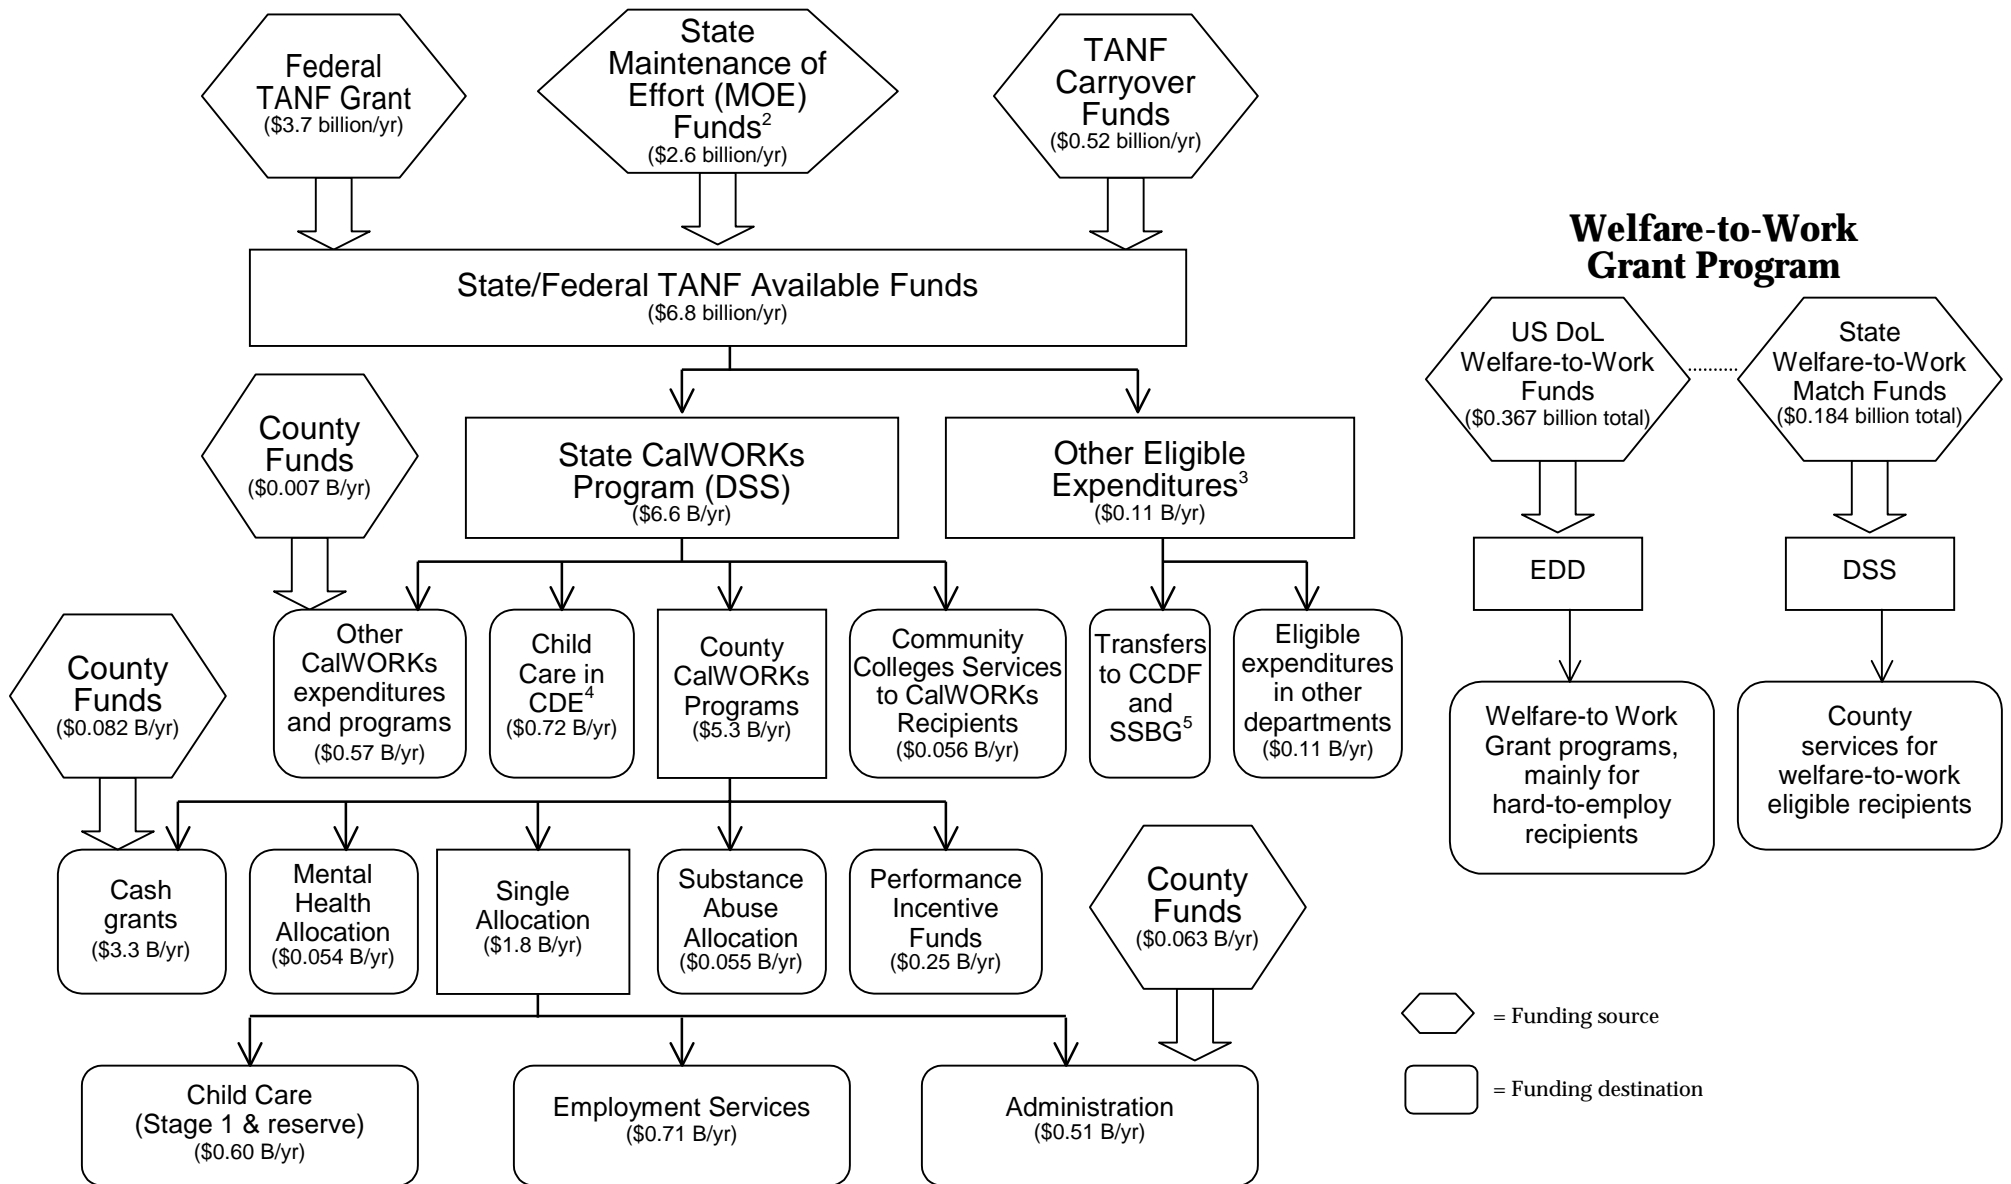 Federal
TANF Grant
($3.7 billion/yr)
State
Maintenance of
Effort (MOE)
Funds2
($2.6 billion/yr)
TANF
Carryover
Funds
($0.52 billion/yr)
State/Federal TANF Available Funds
($6.8 billion/yr)
Welfare-to-Work
Grant Program
US DoL
Welfare-to-Work
Funds
($0.367 billion total)
State
Welfare-to-Work
Match Funds
($0.184 billion total)
County
Funds
($0.007 B/yr)
State CalWORKs
Program (DSS)
($6.6 B/yr)
Other Eligible
Expenditures3
($0.11 B/yr)
EDD
DSS
County
Funds
($0.082 B/yr)
Other
CalWORKs
expenditures
and programs
($0.57 B/yr)
Child
Care in
CDE4
($0.72 B/yr)
County
CalWORKs
Programs
($5.3 B/yr)
Community
Colleges Services
to CalWORKs
Recipients
($0.056 B/yr)
Transfers
to CCDF
and
SSBG5
Eligible
expenditures
in other
departments
($0.11 B/yr)
Welfare-to Work
Grant programs,
mainly for
hard-to-employ
recipients
County
services for
welfare-to-work
eligible recipients
Cash
grants
($3.3 B/yr)
Mental
Health
Allocation
($0.054 B/yr)
Single
Allocation
($1.8 B/yr)
Substance
Abuse
Allocation
($0.055 B/yr)
Performance
Incentive
Funds
($0.25 B/yr)
County
Funds
($0.063 B/yr)
= Funding source
= Funding destination
Child Care
(Stage 1 & reserve)
($0.60 B/yr)
Employment Services
($0.71 B/yr)
Administration
($0.51 B/yr)